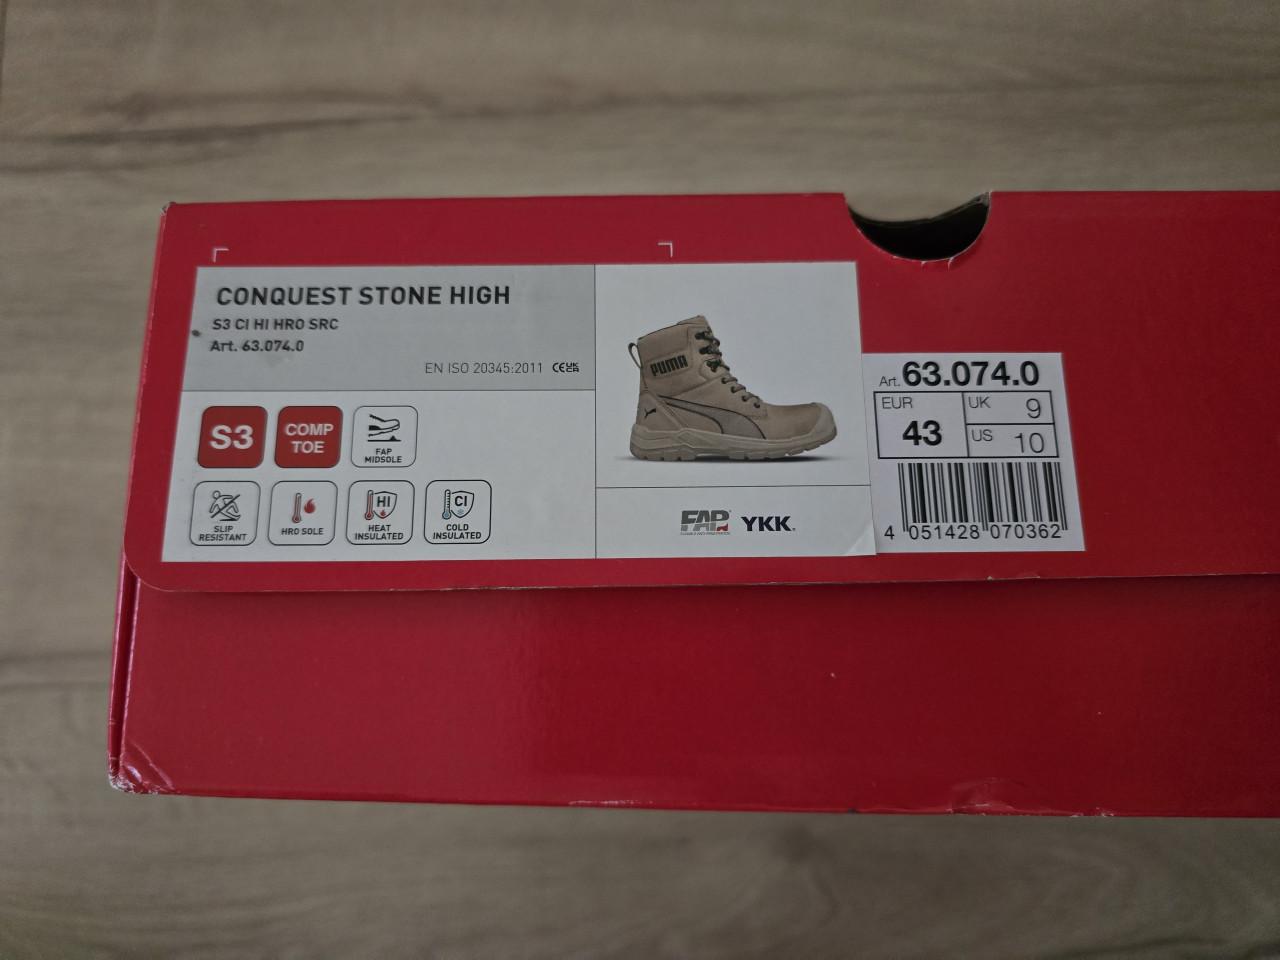 CONQUEST STONE HIGH
S3 CI HI HRO SRC
Art. 63.074.0
EN ISO 20345:2011 CE UKCA
S3
COMP
TOE
FAP
MIDSOLE
SLIP
RESISTANT
HRO SOLE
HI
HEAT
INSULATED
CI
COLD
INSULATED
PUMA
FAP
YKK
Art. 63.074.0
EUR
43
UK 9
US 10
4 051428 070362